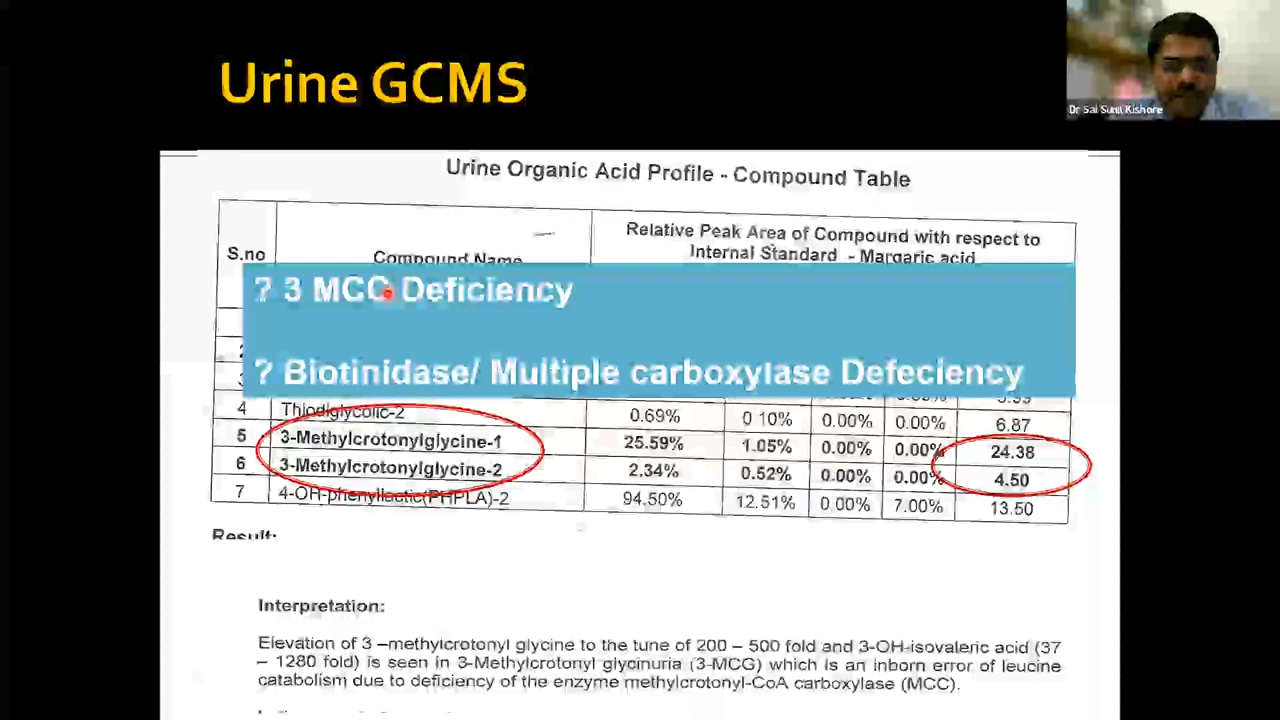 Urine GCMS
Dr Sai Sunil Kishore
Urine Organic Acid Profile - Compound Table
S.no
Compound Name
Relative Peak Area of Compound with respect to
Internal Standard - Margaric acid
? 3 MCC Deficiency
? Biotinidase/ Multiple carboxylase Defeciency
4 Thiodiglycolic-2 0.69% 0 10% 0.00% 0.00% 6.87
5 3-Methylcrotonylglycine-1 25.59% 1.05% 0.00% 0.00% 24.38
6 3-Methylcrotonylglycine-2 2.34% 0.52% 0.00% 0.00% 4.50
7 4-OH-phenyllactic(PHPLA)-2 94.50% 12.51% 0.00% 7.00% 13.50
Result:
Interpretation:
Elevation of 3 –methylcrotonyl glycine to the tune of 200 – 500 fold and 3-OH-isovaleric acid (37
– 1280 fold) is seen in 3-Methylcrotonyl glycinuria (3-MCG) which is an inborn error of leucine
catabolism due to deficiency of the enzyme methylcrotonyl-CoA carboxylase (MCC).